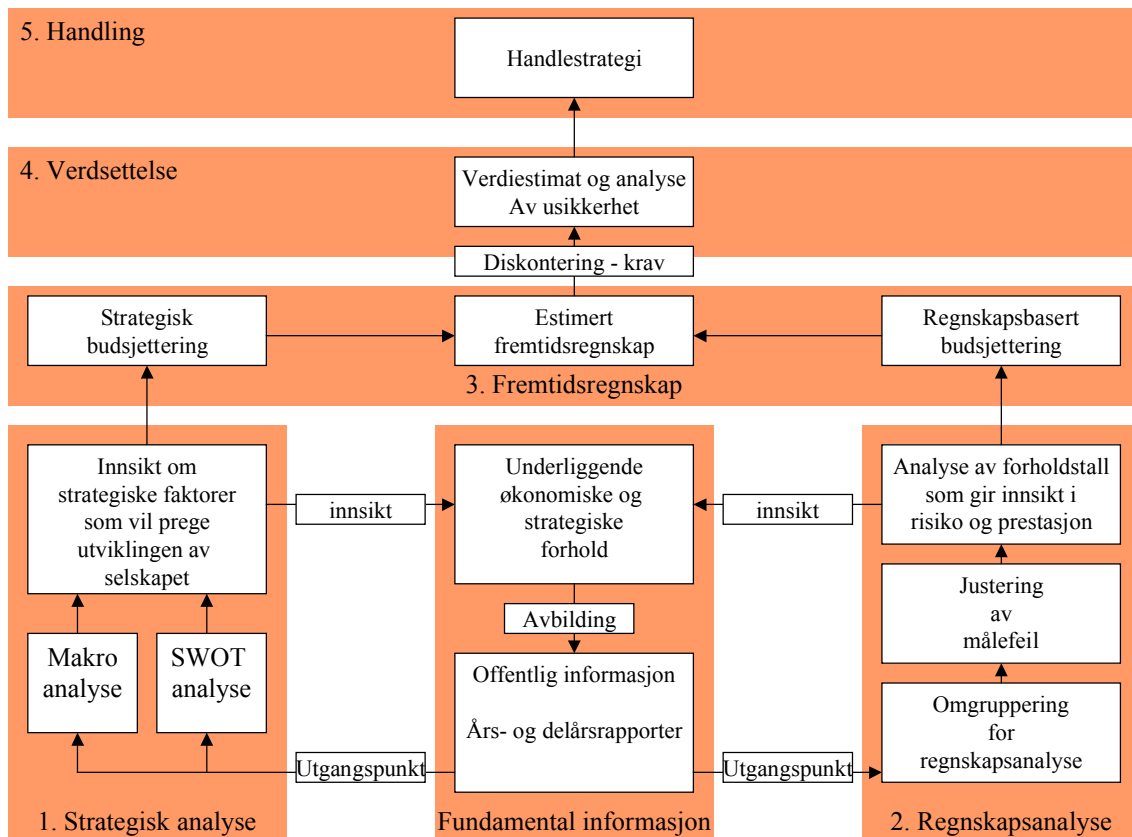 5. Handling
Handlestrategi
4. Verdsettelse
Verdiestimat og analyse
Av usikkerhet
Diskontering - krav
Strategisk
budsjettering
Estimert
fremtidsregnskap
Regnskapsbasert
budsjettering
3. Fremtidsregnskap
Innsikt om
strategiske faktorer
som vil prege
utviklingen av
selskapet
innsikt
Underliggende
økonomiske og
strategiske
forhold
innsikt
Analyse av forholdstall
som gir innsikt i
risiko og prestasjon
Avbilding
Justering
av
målefeil
Makro
analyse
SWOT
analyse
Offentlig informasjon
Års- og delårsrapporter
Omgruppering
for
regnskapsanalyse
Utgangspunkt
Utgangspunkt
1. Strategisk analyse
Fundamental informasjon
2. Regnskapsanalyse